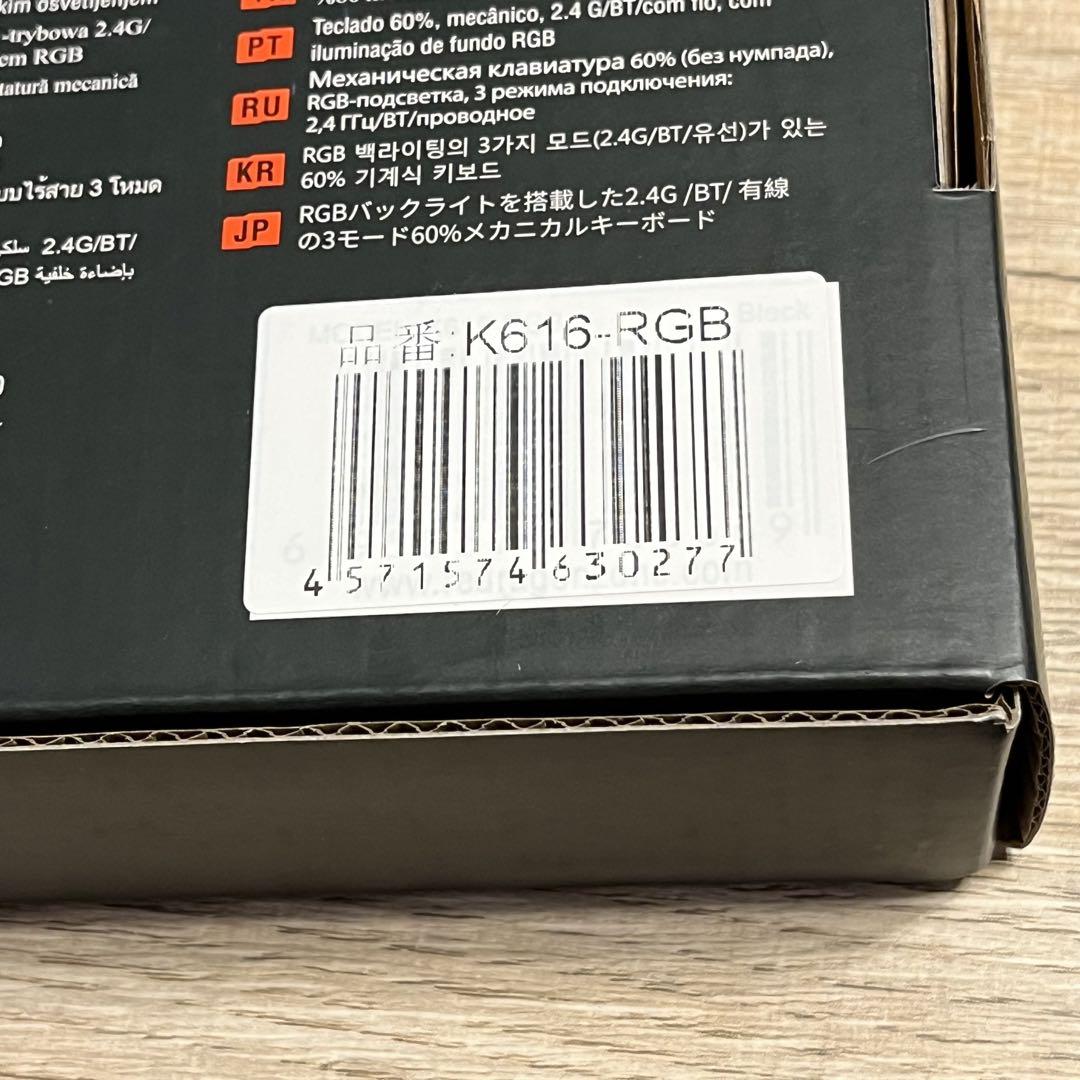 -trybowa 2.4G/
em RGB
tatură mecanică
แบบไร้สาย 3 โหมด
سلكي 2.4G/BT/
بإضاءة خلفية GB
PT
Teclado 60%, mecânico, 2.4 G/BT/com fio, com
iluminação de fundo RGB
RU
Механическая клавиатура 60% (без нумпада),
RGB-подсветка, 3 режима подключения:
2,4 ГГц/BT/проводное
KR
RGB 백라이팅의 3가지 모드(2.4G/BT/유선)가 있는
60% 기계식 키보드
JP
RGBバックライトを搭載した2.4G /BT/ 有線
の3モード60%メカニカルキーボード
品番:K616-RGB
Black
4571574630277